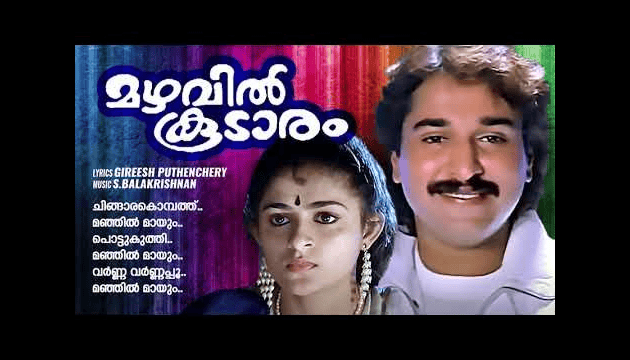 മഴവിൽ
കൂടാരം
LYRICS GIREESH PUTHENCHERY
MUSIC S.BALAKRISHNAN
ചിങ്ങാരകൊമ്പത്ത്..
മഞ്ഞിൽ മായും..
പൊട്ടുകുത്തി..
മഞ്ഞിൽ മായും..
വർണ്ണ വർണ്ണപ്പൂ..
മഞ്ഞിൽ മായും..